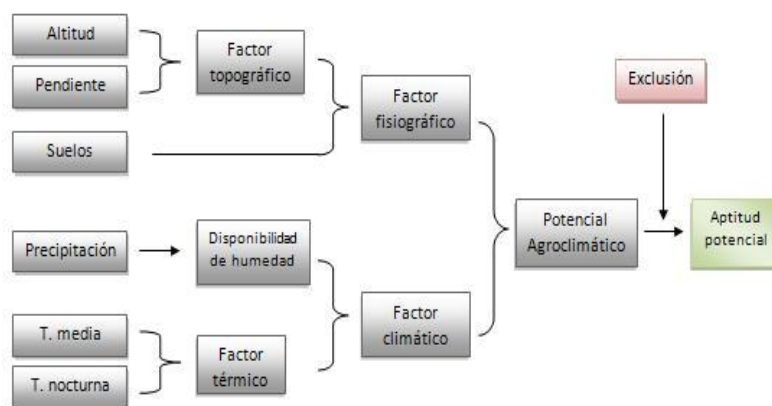 Altitud
Pendiente
Factor
topográfico
Suelos
Factor
fisiográfico
Exclusión
Precipitación
Disponibilidad
de humedad
Potencial
Agroclimático
Aptitud
potencial
T. media
T. nocturna
Factor
térmico
Factor
climático